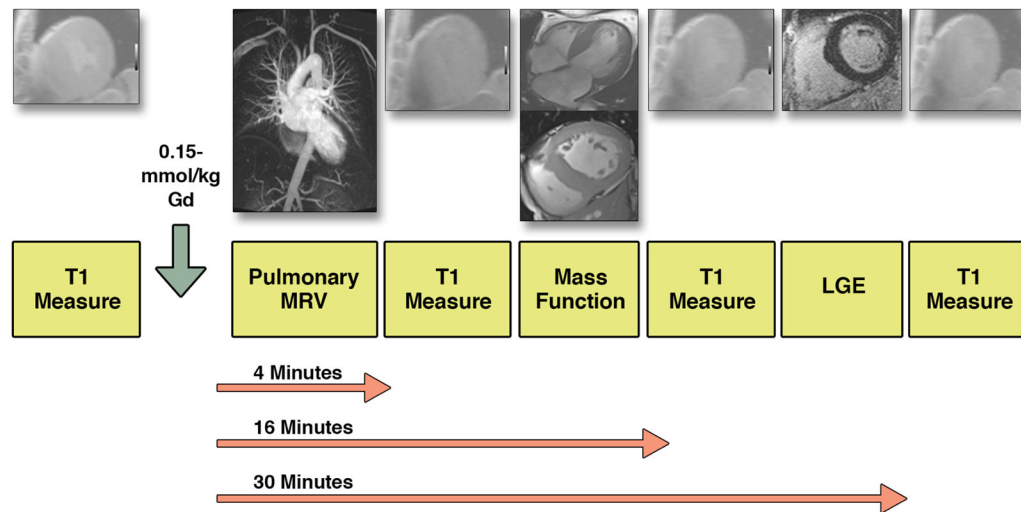 0.15-
mmol/kg
Gd
T1
Measure
Pulmonary
MRV
T1
Measure
Mass
Function
T1
Measure
LGE
T1
Measure
4 Minutes
16 Minutes
30 Minutes